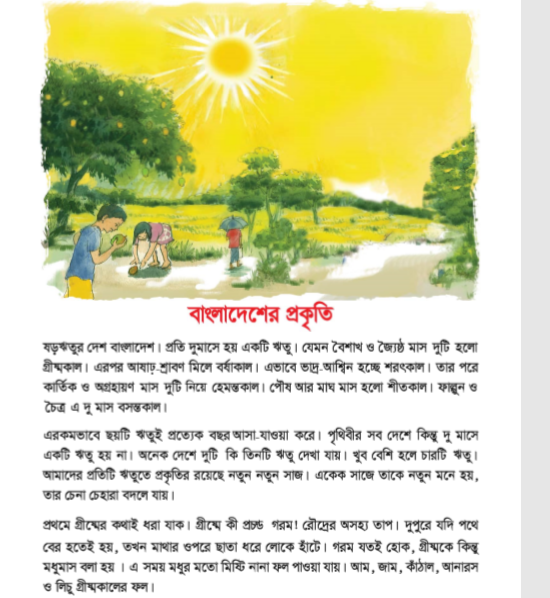 বাংলাদেশের প্রকৃতি
ষড়ঋতুর দেশ বাংলাদেশ। প্রতি দুমাসে হয় একটি ঋতু। যেমন বৈশাখ ও জ্যৈষ্ঠ মাস দুটি হলো
গ্রীষ্মকাল। এরপর আষাঢ়-শ্রাবণ মিলে বর্ষাকাল। এভাবে ভাদ্র-আশ্বিন হচ্ছে শরৎকাল। তার পরে
কার্তিক ও অগ্রহায়ণ মাস দুটি নিয়ে হেমন্তকাল। পৌষ আর মাঘ মাস হলো শীতকাল। ফাল্গুন ও
চৈত্র এ দু মাস বসন্তকাল।
এরকমভাবে ছয়টি ঋতুই প্রত্যেক বছর আসা-যাওয়া করে। পৃথিবীর সব দেশে কিন্তু দু মাসে
একটি ঋতু হয় না। অনেক দেশে দুটি কি তিনটি ঋতু দেখা যায়। খুব বেশি হলে চারটি ঋতু।
আমাদের প্রতিটি ঋতুতে প্রকৃতির রয়েছে নতুন নতুন সাজ। একেক সাজে তাকে নতুন মনে হয়,
তার চেনা চেহারা বদলে যায়।
প্রথমে গ্রীষ্মের কথাই ধরা যাক। গ্রীষ্মে কী প্রচন্ড গরম! রৌদ্রের অসহ্য তাপ। দুপুরে যদি পথে
বের হতেই হয়, তখন মাথার ওপরে ছাতা ধরে লোকে হাঁটে। গরম যতই হোক, গ্রীষ্মকে কিন্তু
মধুমাস বলা হয় । এ সময় মধুর মতো মিষ্টি নানা ফল পাওয়া যায়। আম, জাম, কাঁঠাল, আনারস
ও লিচু গ্রীষ্মকালের ফল।